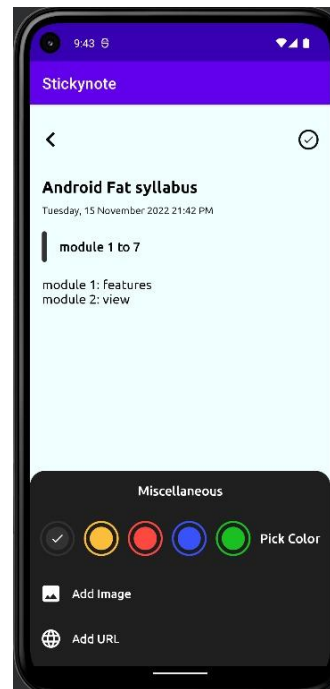 9:43
Stickynote
Android Fat syllabus
Tuesday, 15 November 2022 21:42 PM
module 1 to 7
module 1: features
module 2: view
Miscellaneous
Pick Color
Add Image
Add URL